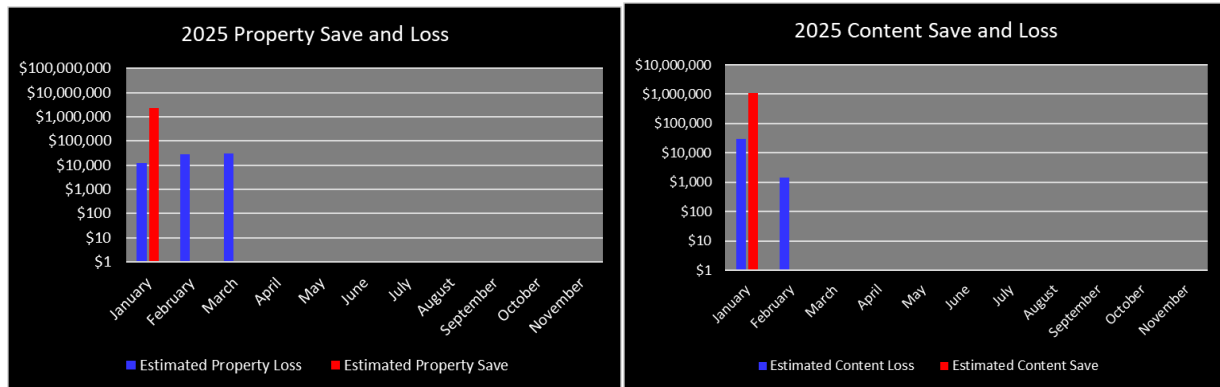 2025 Property Save and Loss
$100,000,000
$10,000,000
$1,000,000
$100,000
$10,000
$1,000
$100
$10
$1
January
February
March
April
May
June
July
August
September
October
November
Estimated Property Loss
Estimated Property Save
2025 Content Save and Loss
$10,000,000
$1,000,000
$100,000
$10,000
$1,000
$100
$10
$1
January
February
March
April
May
June
July
August
September
October
November
Estimated Content Loss
Estimated Content Save